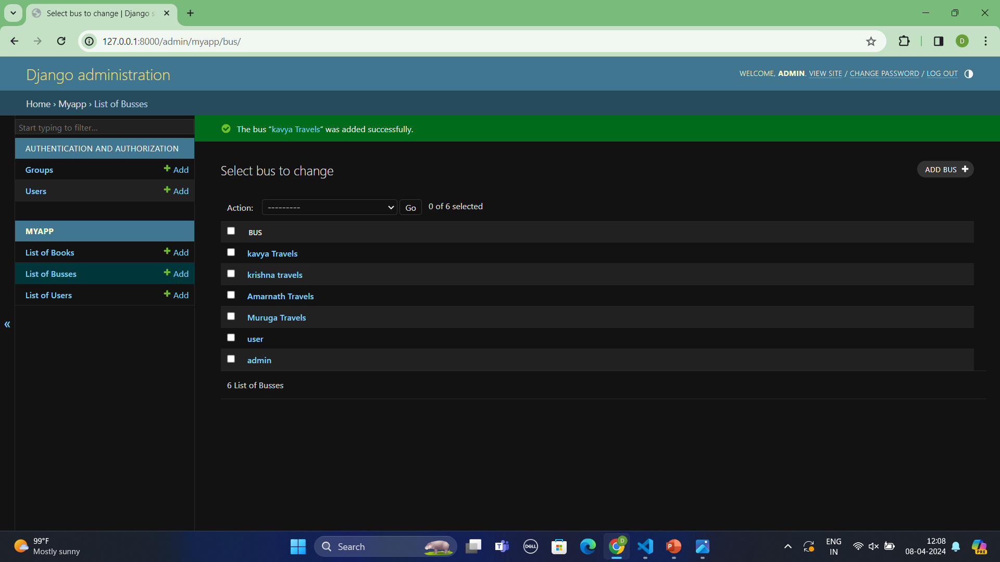 Select bus to change | Django s
127.0.0.1:8000/admin/myapp/bus/
D
Django administration
WELCOME, ADMIN. VIEW SITE / CHANGE PASSWORD / LOG OUT
Home › Myapp › List of Busses
Start typing to filter...
AUTHENTICATION AND AUTHORIZATION
Groups + Add
Users + Add
MYAPP
List of Books + Add
List of Busses + Add
List of Users + Add
«
The bus “kavya Travels” was added successfully.
Select bus to change
ADD BUS +
Action: --------- Go 0 of 6 selected
BUS
kavya Travels
krishna travels
Amarnath Travels
Muruga Travels
user
admin
6 List of Busses
99°F
Mostly sunny
Search
T
DELL
D
P
ENG
IN
12:08
08-04-2024
PRE